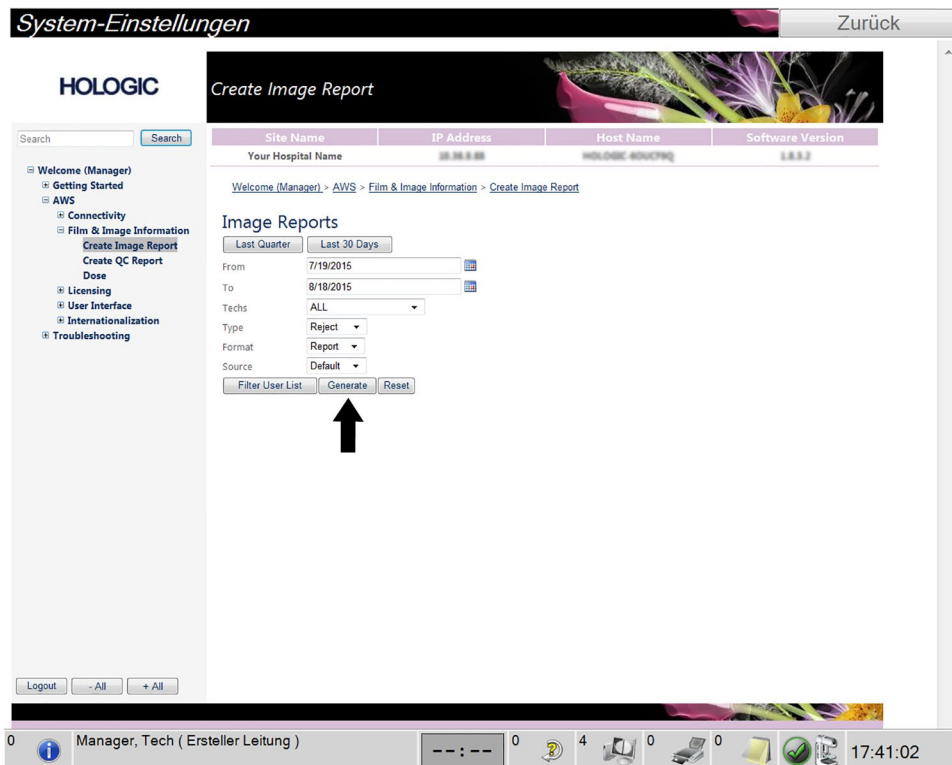 System-Einstellungen
Zurück
HOLOGIC
Create Image Report
Search Search
Site Name IP Address Host Name Software Version
Your Hospital Name
Welcome (Manager)
Getting Started
AWS
Connectivity
Film & Image Information
Create Image Report
Create QC Report
Dose
Licensing
User Interface
Internationalization
Troubleshooting
Welcome (Manager) > AWS > Film & Image Information > Create Image Report
Image Reports
Last Quarter Last 30 Days
From 7/19/2015
To 8/18/2015
Techs ALL
Type Reject
Format Report
Source Default
Filter User List Generate Reset
Logout - All + All
0 Manager, Tech ( Ersteller Leitung ) --:-- 0 4 0 0 17:41:02